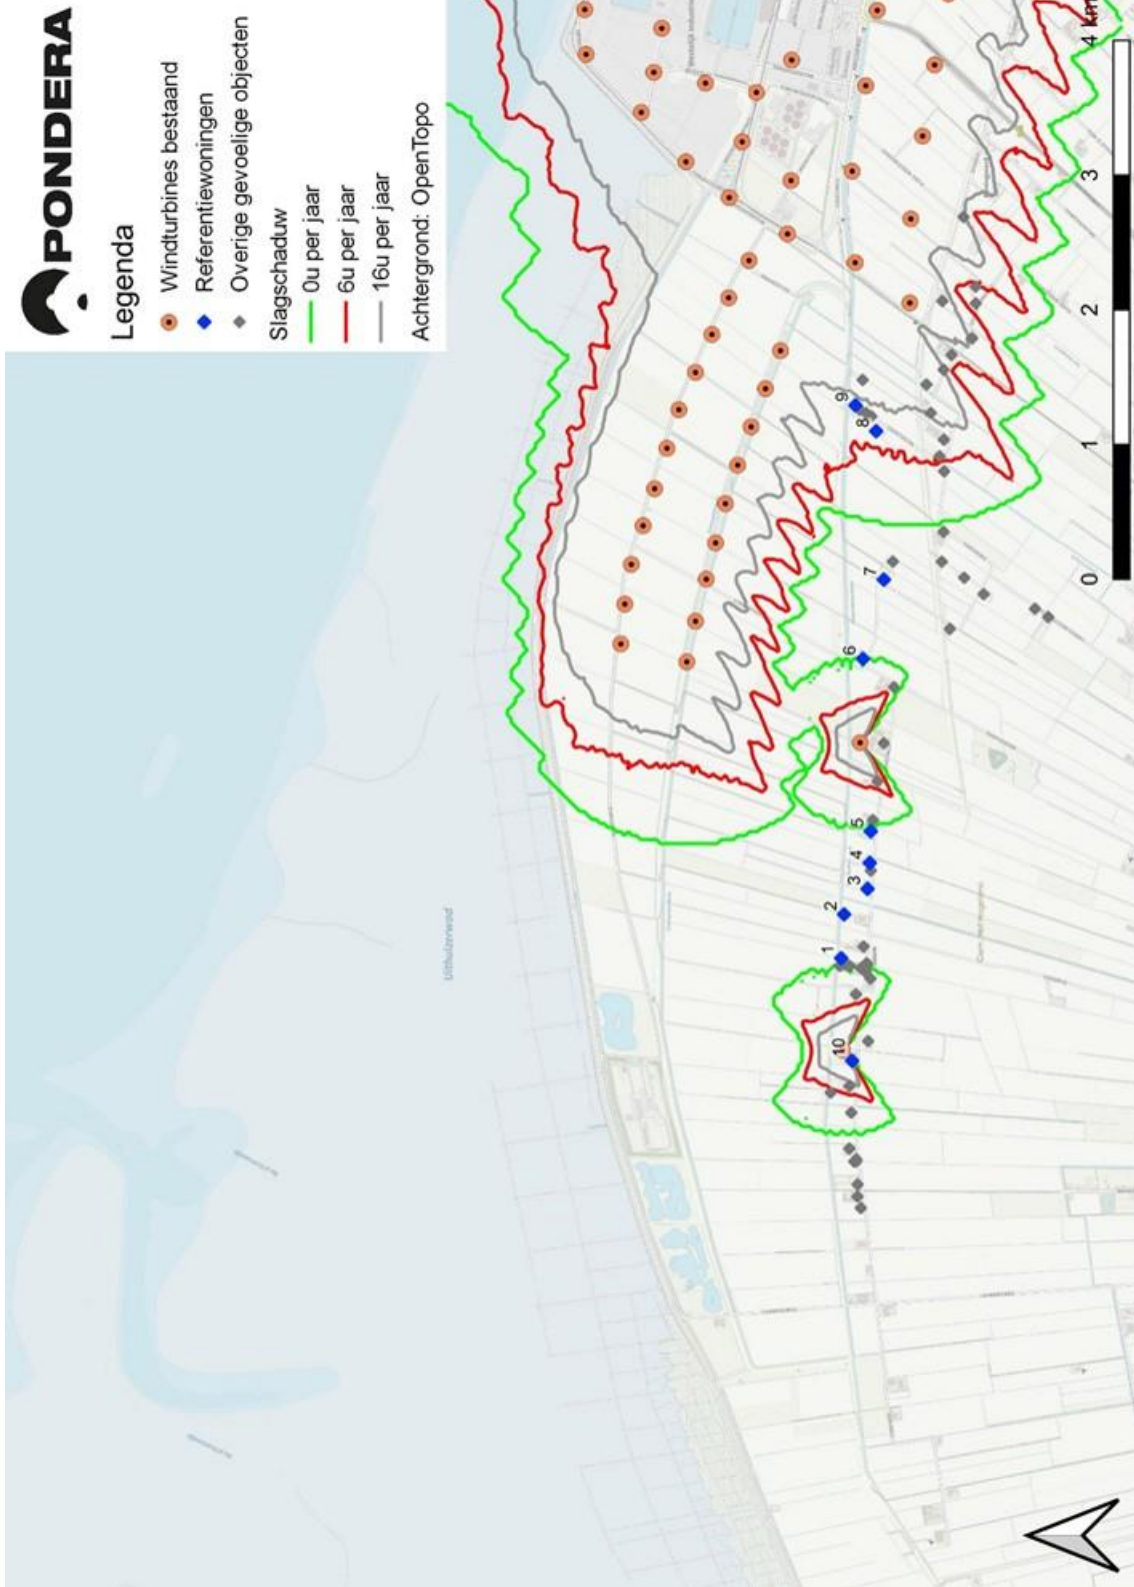 PONDERA
Legenda
Windturbines bestaand
Referentiewoningen
Overige gevoelige objecten
Slagschaduw
0u per jaar
6u per jaar
16u per jaar
Achtergrond: OpenTopo
Uithuizerwad
10
1
2
3
4
5
6
7
8
9
0
1
2
3
4 km